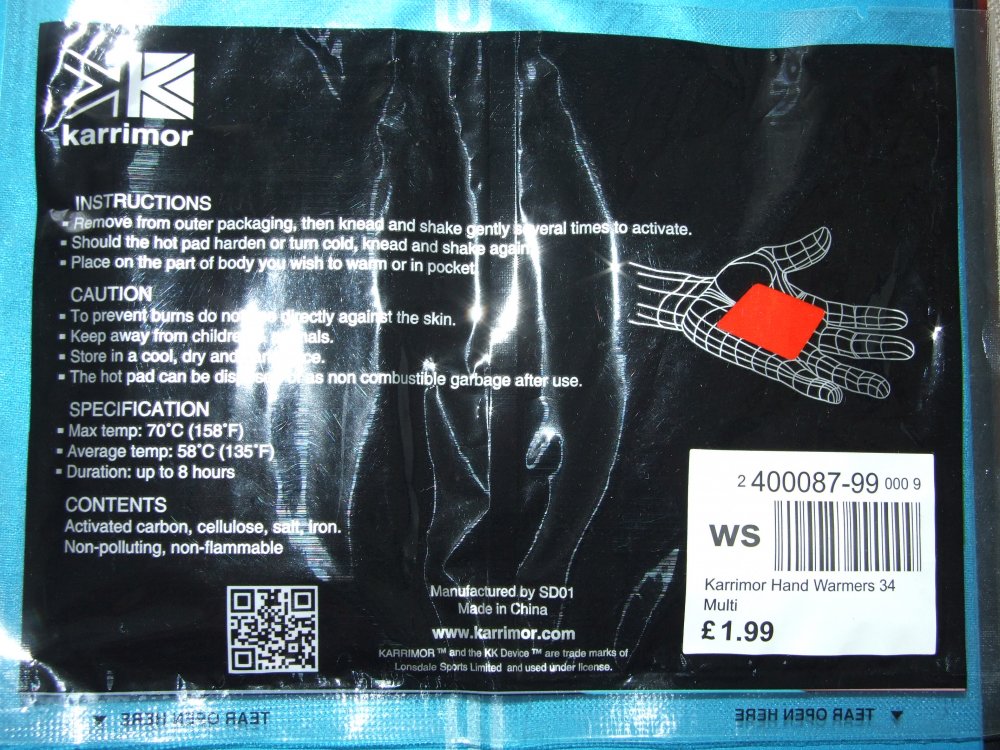 karrimor
INSTRUCTIONS
▪ Remove from outer packaging, then knead and shake gently several times to activate.
▪ Should the hot pad harden or turn cold, knead and shake again
▪ Place on the part of body you wish to warm or in pocket
CAUTION
▪ To prevent burns do not directly against the skin.
▪ Keep away from children
▪ Store in a cool, dry and
▪ The hot pad can be as non combustible garbage after use.
SPECIFICATION
▪ Max temp: 70°C (158°F)
▪ Average temp: 58°C (135°F)
▪ Duration: up to 8 hours
CONTENTS
Activated carbon, cellulose, salt, Iron.
Non-polluting, non-flammable
Manufactured by SD01
Made in China
www.karrimor.com
KARRIMOR™ and the KK Device™ are trade marks of
Lonsdale Sports Limited and used under license.
2 400087-99 000 9
WS
Karrimor Hand Warmers 34
Multi
£1.99
TEAR OPEN HERE
TEAR OPEN HERE